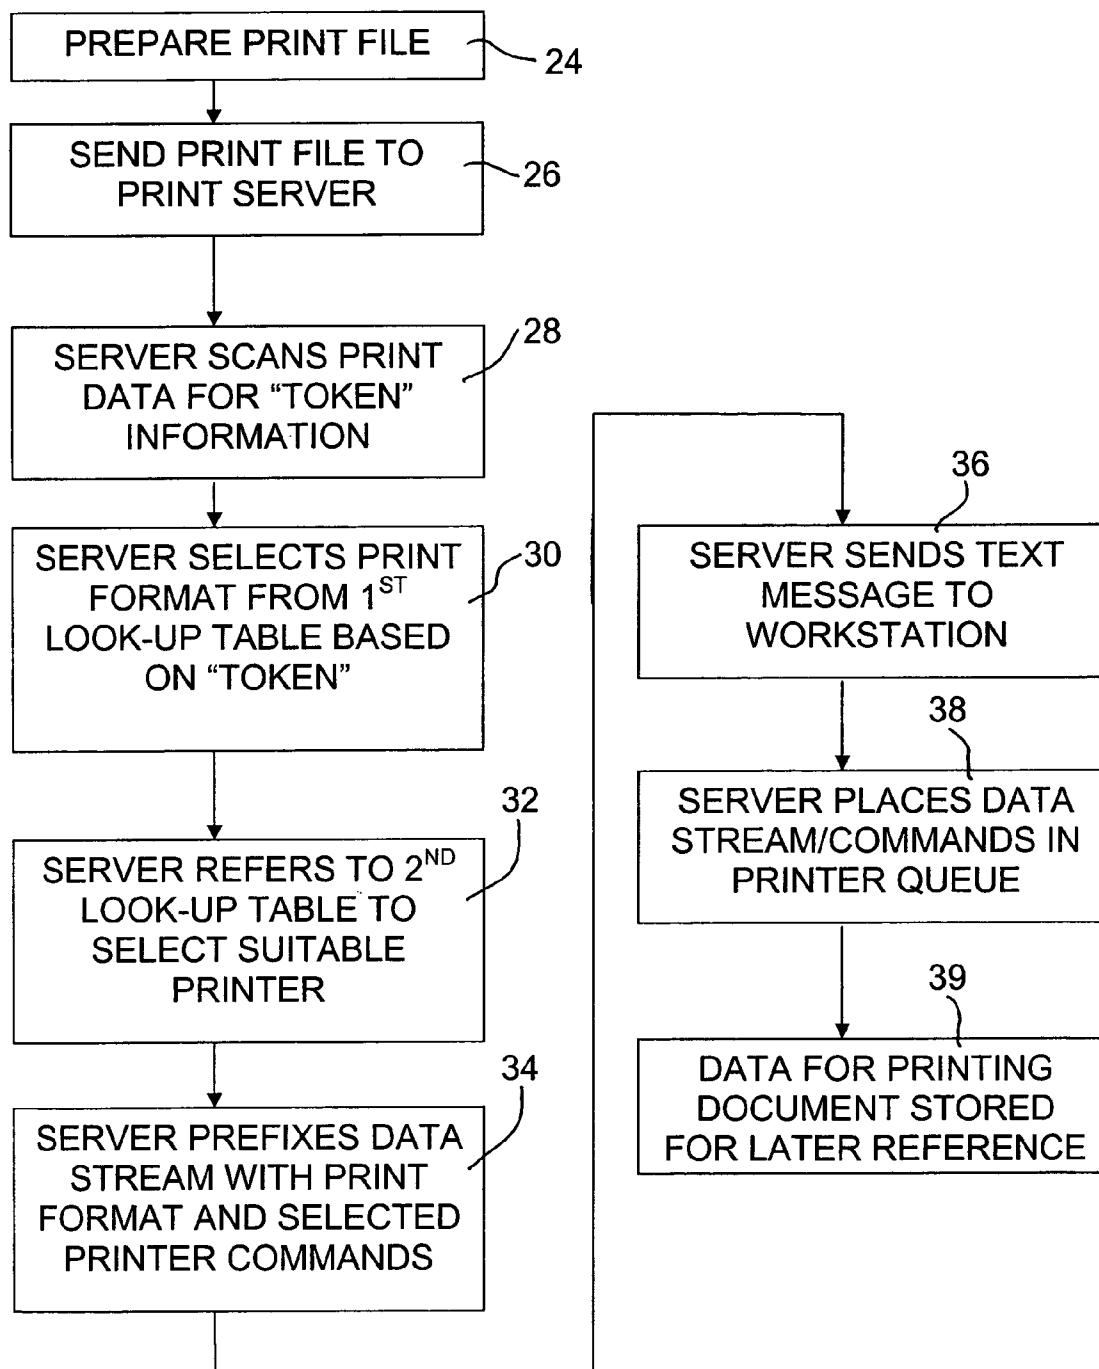 PREPARE PRINT FILE
24
SEND PRINT FILE TO
PRINT SERVER
26
SERVER SCANS PRINT
DATA FOR “TOKEN”
INFORMATION
28
SERVER SELECTS PRINT
FORMAT FROM 1ST
LOOK-UP TABLE BASED
ON “TOKEN”
30
SERVER REFERS TO 2ND
LOOK-UP TABLE TO
SELECT SUITABLE
PRINTER
32
SERVER PREFIXES DATA
STREAM WITH PRINT
FORMAT AND SELECTED
PRINTER COMMANDS
34
SERVER SENDS TEXT
MESSAGE TO
WORKSTATION
36
SERVER PLACES DATA
STREAM/COMMANDS IN
PRINTER QUEUE
38
DATA FOR PRINTING
DOCUMENT STORED
FOR LATER REFERENCE
39